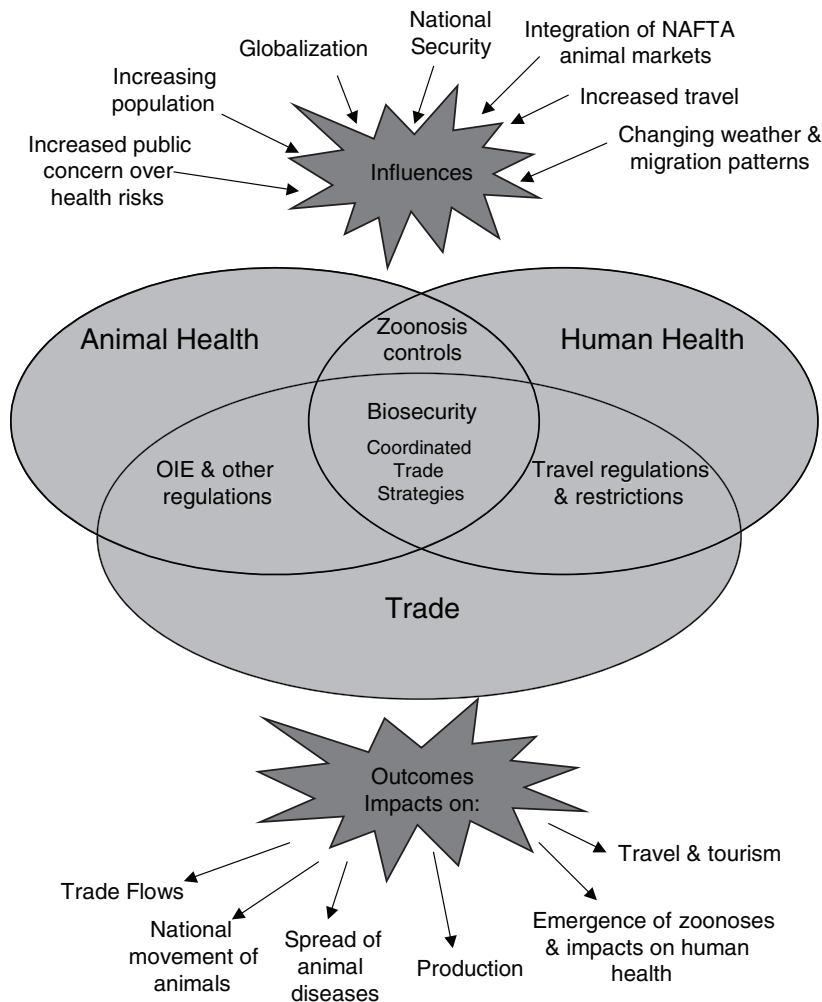 Globalization
National
Security
Integration of NAFTA
animal markets
Increasing
population
Increased travel
Increased public
concern over
health risks
Changing weather &
migration patterns
Influences
Animal Health
Zoonosis
controls
Human Health
Biosecurity
Coordinated
Trade
Strategies
OIE & other
regulations
Travel regulations
& restrictions
Trade
Outcomes
Impacts on:
Trade Flows
National
movement of
animals
Spread of
animal
diseases
Production
Emergence of zoonoses
& impacts on human
health
Travel & tourism